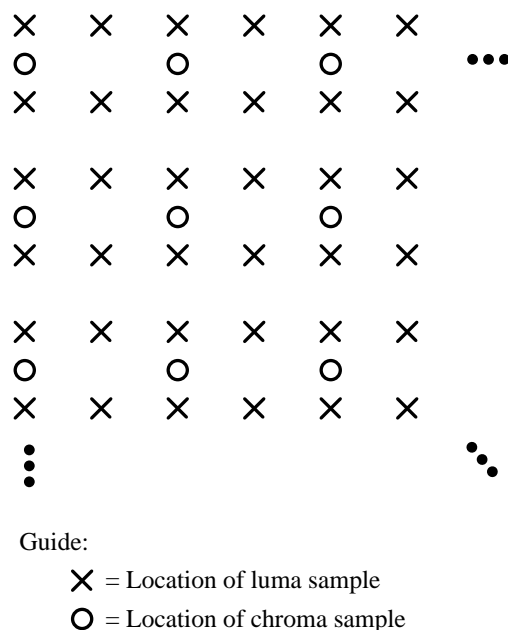 Guide:
= Location of luma sample
= Location of chroma sample